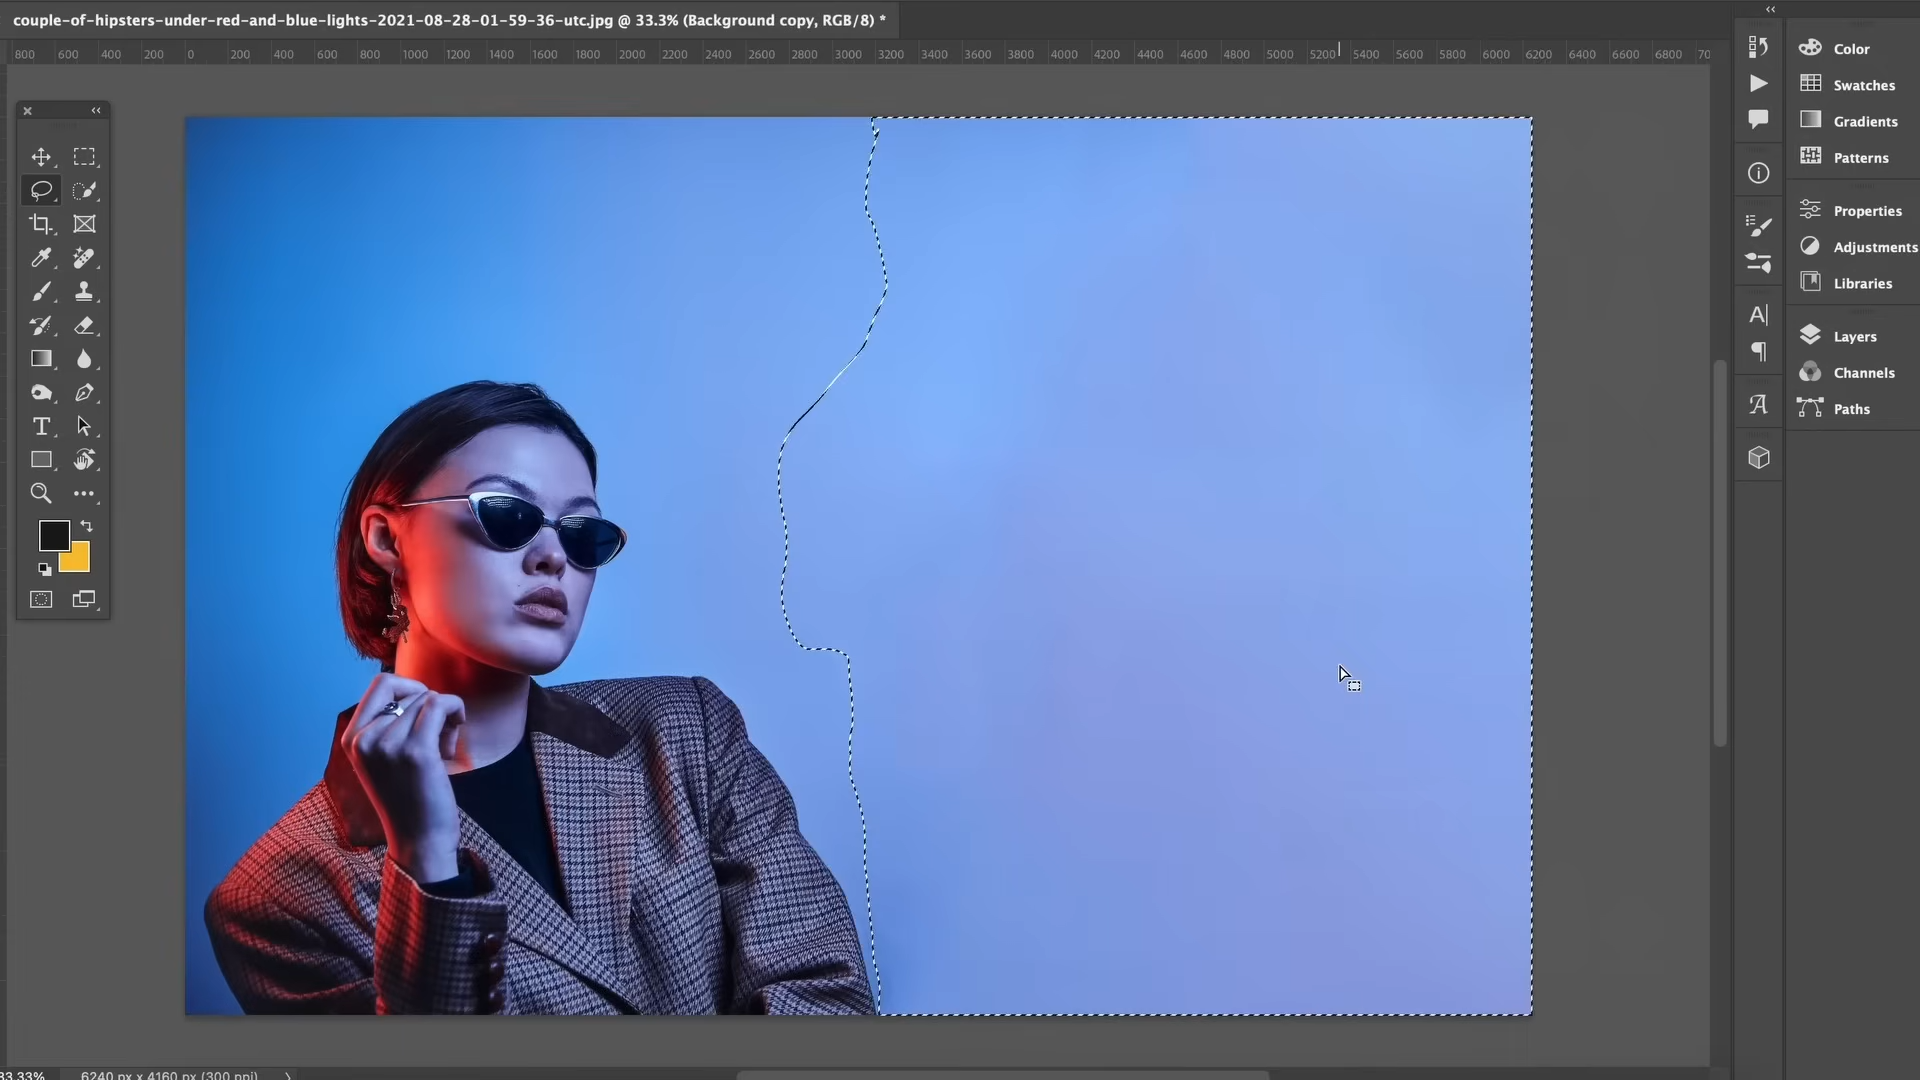 couple-of-hipsters-under-red-and-blue-lights-2021-08-28-01-59-36-utc.jpg @ 33.3% (Background copy, RGB/8) *
800 600 400 200 0 200 400 600 800 1000 1200 1400 1600 1800 2000 2200 2400 2600 2800 3000 3200 3400 3600 3800 4000 4200 4400 4600 4800 5000 5200 5400 5600 5800 6000 6200 6400 6600 6800 70
Color
Swatches
Gradients
Patterns
Properties
Adjustments
Libraries
Layers
Channels
Paths
33.33% 6240 px x 4160 px (300 ppi)